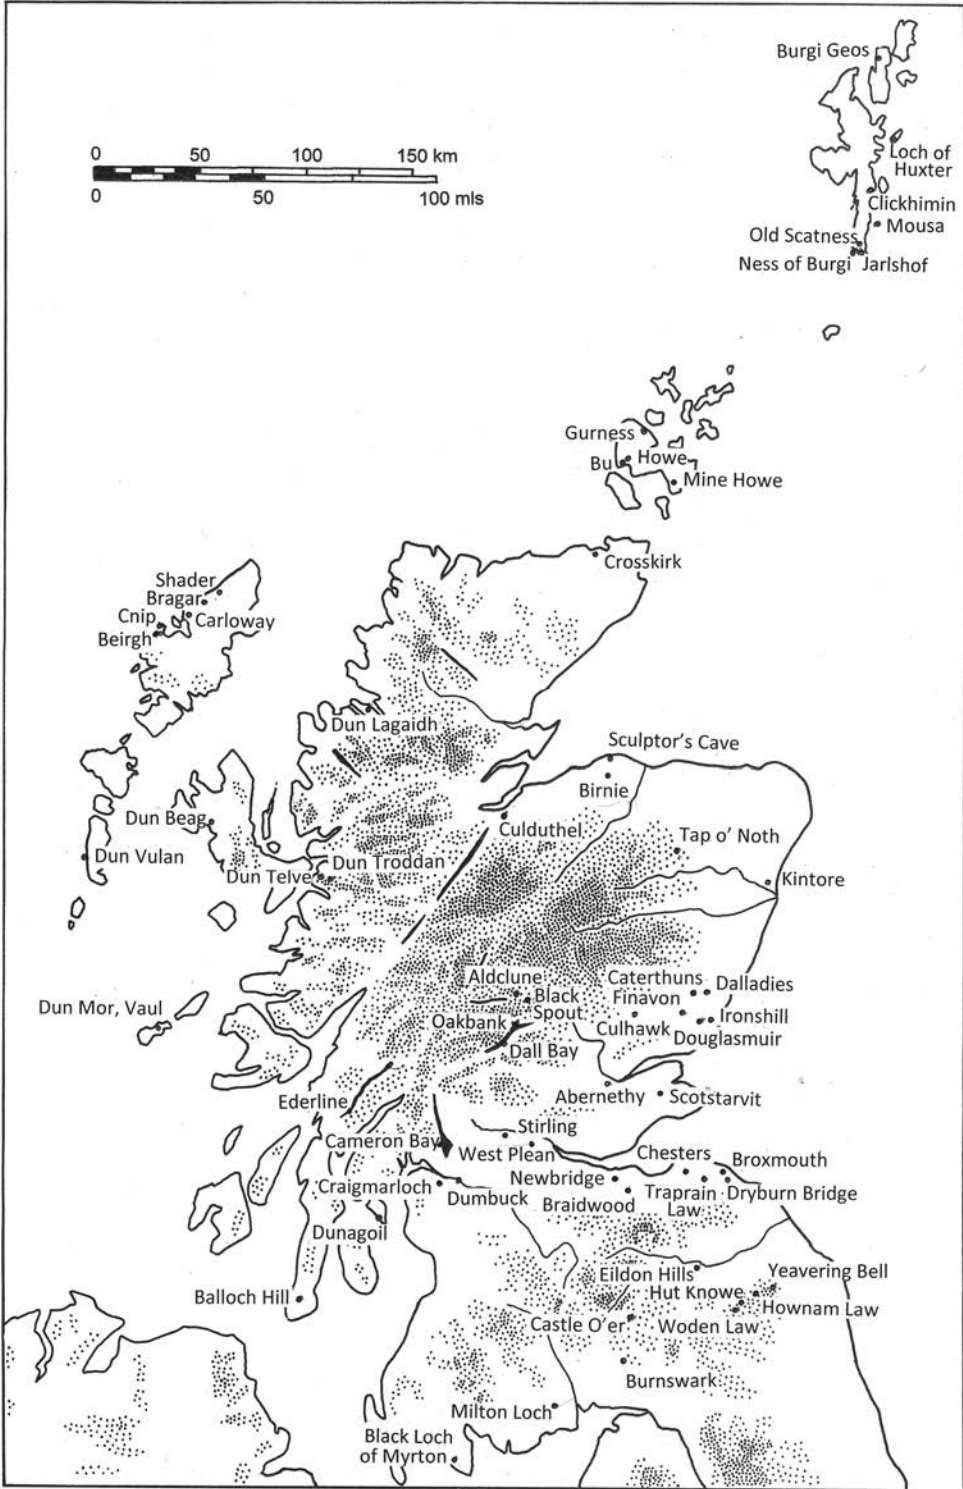 Burgi Geos
0 50 100 150 km
0 50 100 mls
Loch of
Huxter
Clickhimin
Mousa
Old Scatness
Ness of Burgi Jarlshof
Gurness
Bu Howe
Mine Howe
Crosskirk
Shader
Bragar
Cnip
Carloway
Beirgh
Dun Lagaidh
Sculptor's Cave
Birnie
Dun Beag
Culduthel
Tap o' Noth
Dun Vulan
Dun Troddan
Dun Telve
Kintore
Aldclune
Caterthuns
Dalladies
Black
Spout
Finavon
Dun Mor, Vaul
Oakbank
Culhawk
Ironshill
Douglasmuir
Dall Bay
Ederline
Abernethy
Scotstarvit
Stirling
Cameron Bay
West Plean
Chesters
Broxmouth
Craigmarloch
Dumbuck
Newbridge
Braidwood
Traprain
Law
Dryburn Bridge
Dunagoil
Balloch Hill
Eildon Hills
Yeavering Bell
Hut Knowe
Hownam Law
Castle O'er
Woden Law
Burnswark
Milton Loch
Black Loch
of Myrton